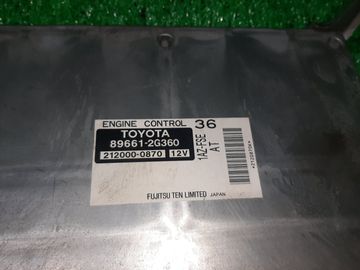 ENGINE CONTROL 36
TOYOTA
89661-2G360
212000-0870 12V
1AZ-FSE
AT
FUJITSU TEN LIMITED JAPAN